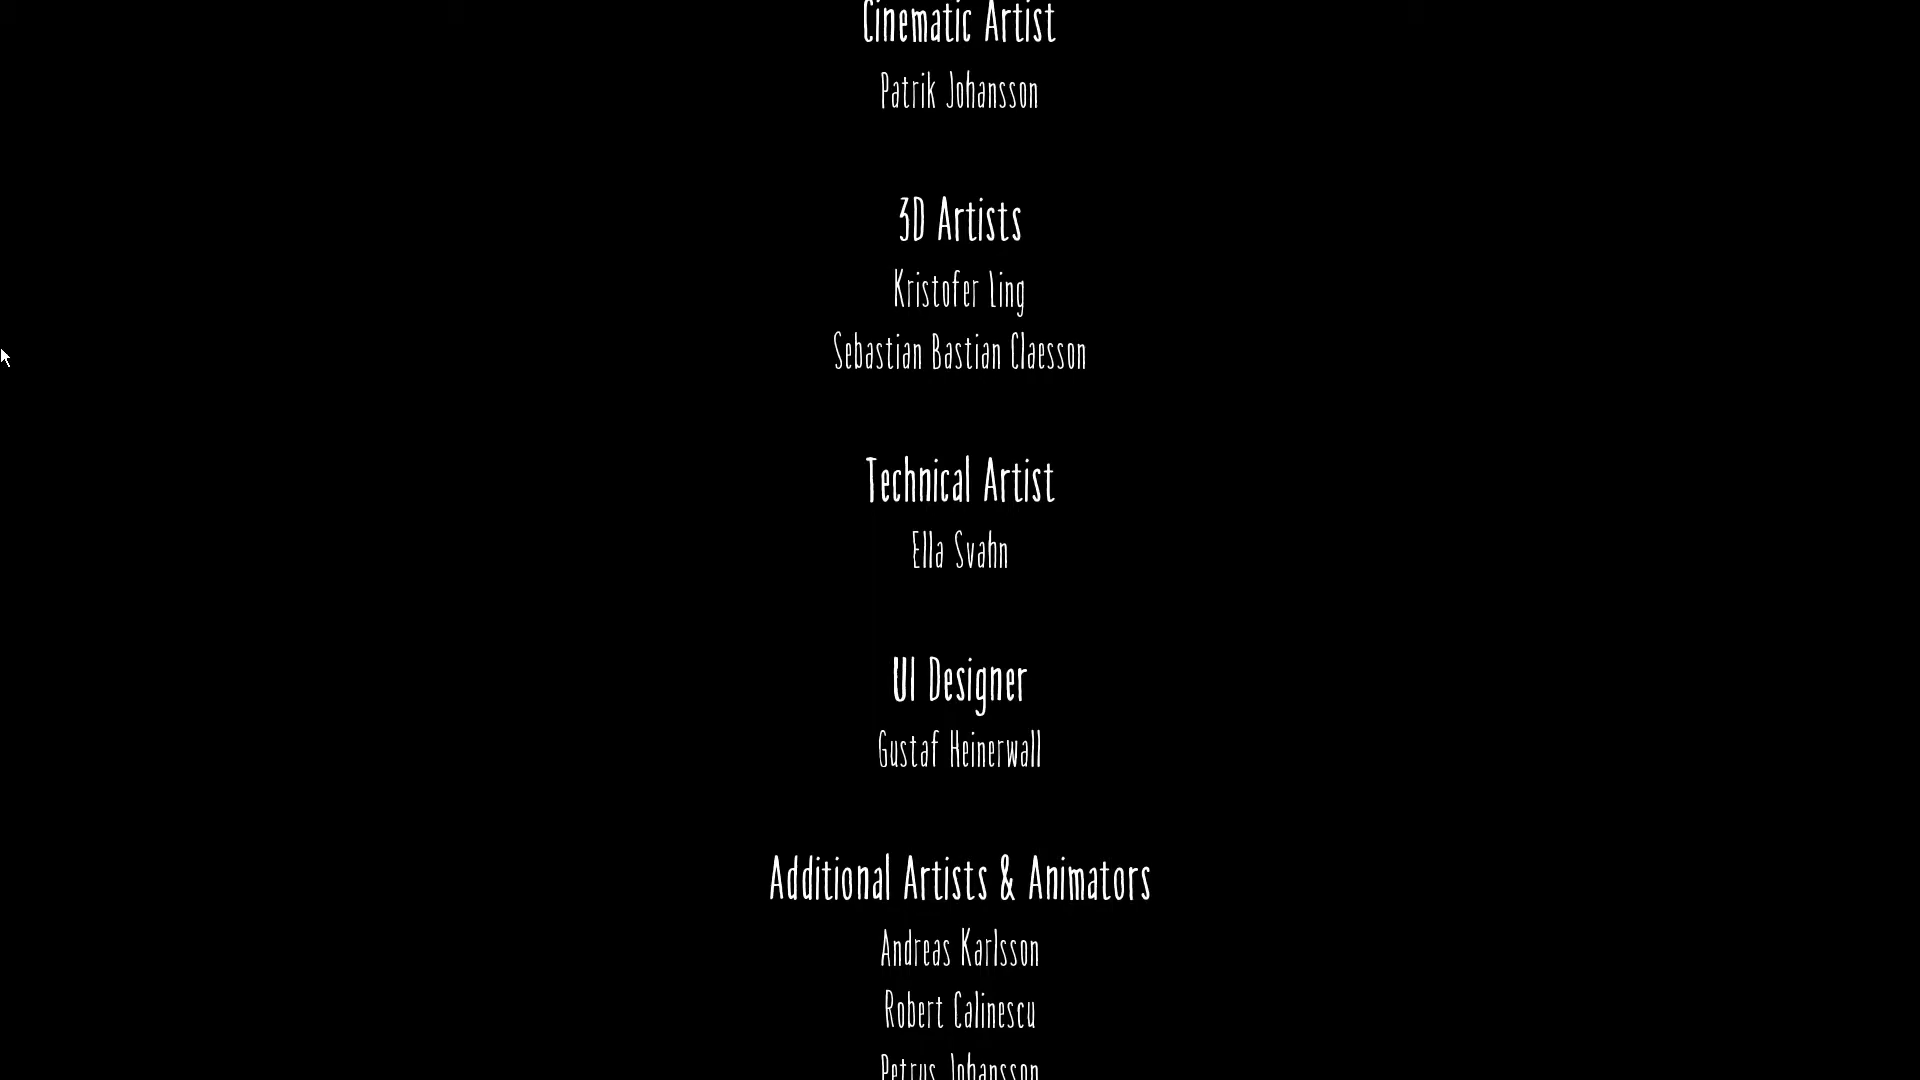 Cinematic Artist
Patrik Johansson
3D Artists
Kristofer Ling
Sebastian Bastian Claesson
Technical Artist
Ella Svahn
UI Designer
Gustaf Heinerwall
Additional Artists & Animators
Andreas Karlsson
Robert Calinescu
Petrus Johansson